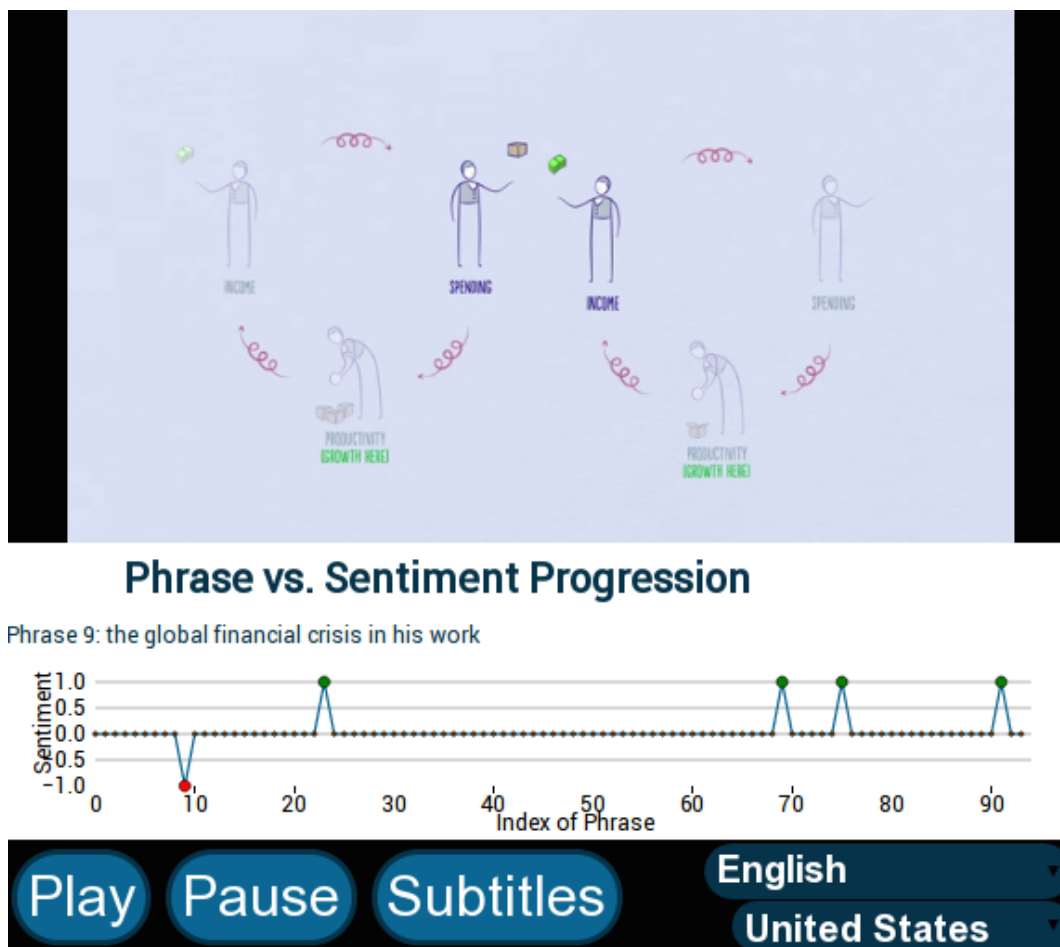 INCOME
SPENDING
INCOME
SPENDING
PRODUCTIVITY
(GROWTH HERE)
PRODUCTIVITY
(GROWTH HERE)
Phrase vs. Sentiment Progression
Phrase 9: the global financial crisis in his work
Sentiment
1.0
0.5
0.0
−0.5
−1.0
0 10 20 30 40 50 60 70 80 90
Index of Phrase
Play Pause Subtitles English
United States